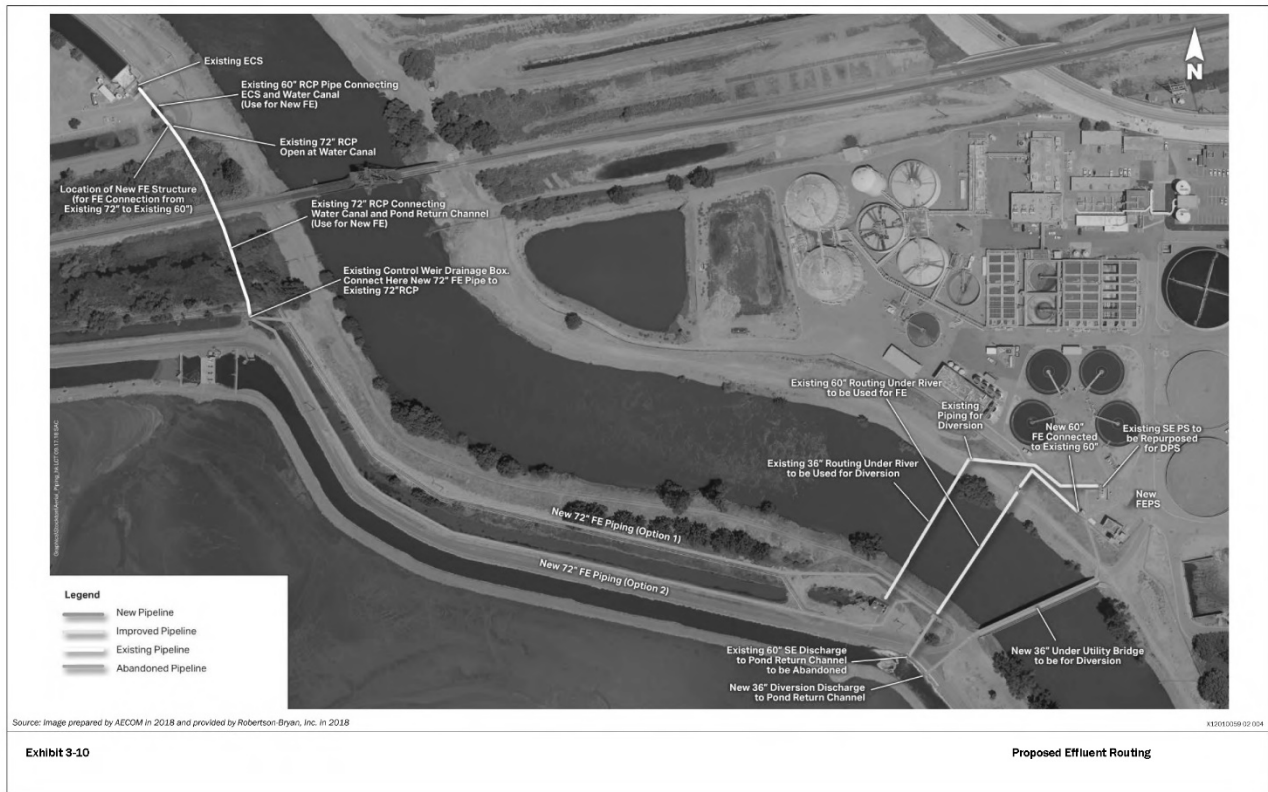 N
Existing ECS
Existing 60" RCP Pipe Connecting
ECS and Water Canal
(Use for New FE)
Existing 72" RCP
Open at Water Canal
Location of New FE Structure
(for FE Connection from
Existing 72" to Existing 60")
Existing 72" RCP Connecting
Water Canal and Pond Return Channel
(Use for New FE)
Existing Control Weir Drainage Box.
Connect Here New 72" FE Pipe to
Existing 72"RCP
Existing 60" Routing Under River
to be Used for FE
Existing
Piping for
Diversion
New 60"
FE Connected
to Existing 60"
Existing SE PS to
be Repurposed
for DPS
Existing 36" Routing Under River
to be Used for Diversion
New
FEPS
New 72" FE Piping (Option 1)
New 72" FE Piping (Option 2)
Existing 60" SE Discharge
to Pond Return Channel
to be Abandoned
New 36" Diversion Discharge
to Pond Return Channel
New 36" Under Utility Bridge
to be for Diversion
Legend
New Pipeline
Improved Pipeline
Existing Pipeline
Abandoned Pipeline
Source: Image prepared by AECOM in 2018 and provided by Robertson-Bryan, Inc. in 2018
X12010059 02 004
Exhibit 3-10
Proposed Effluent Routing